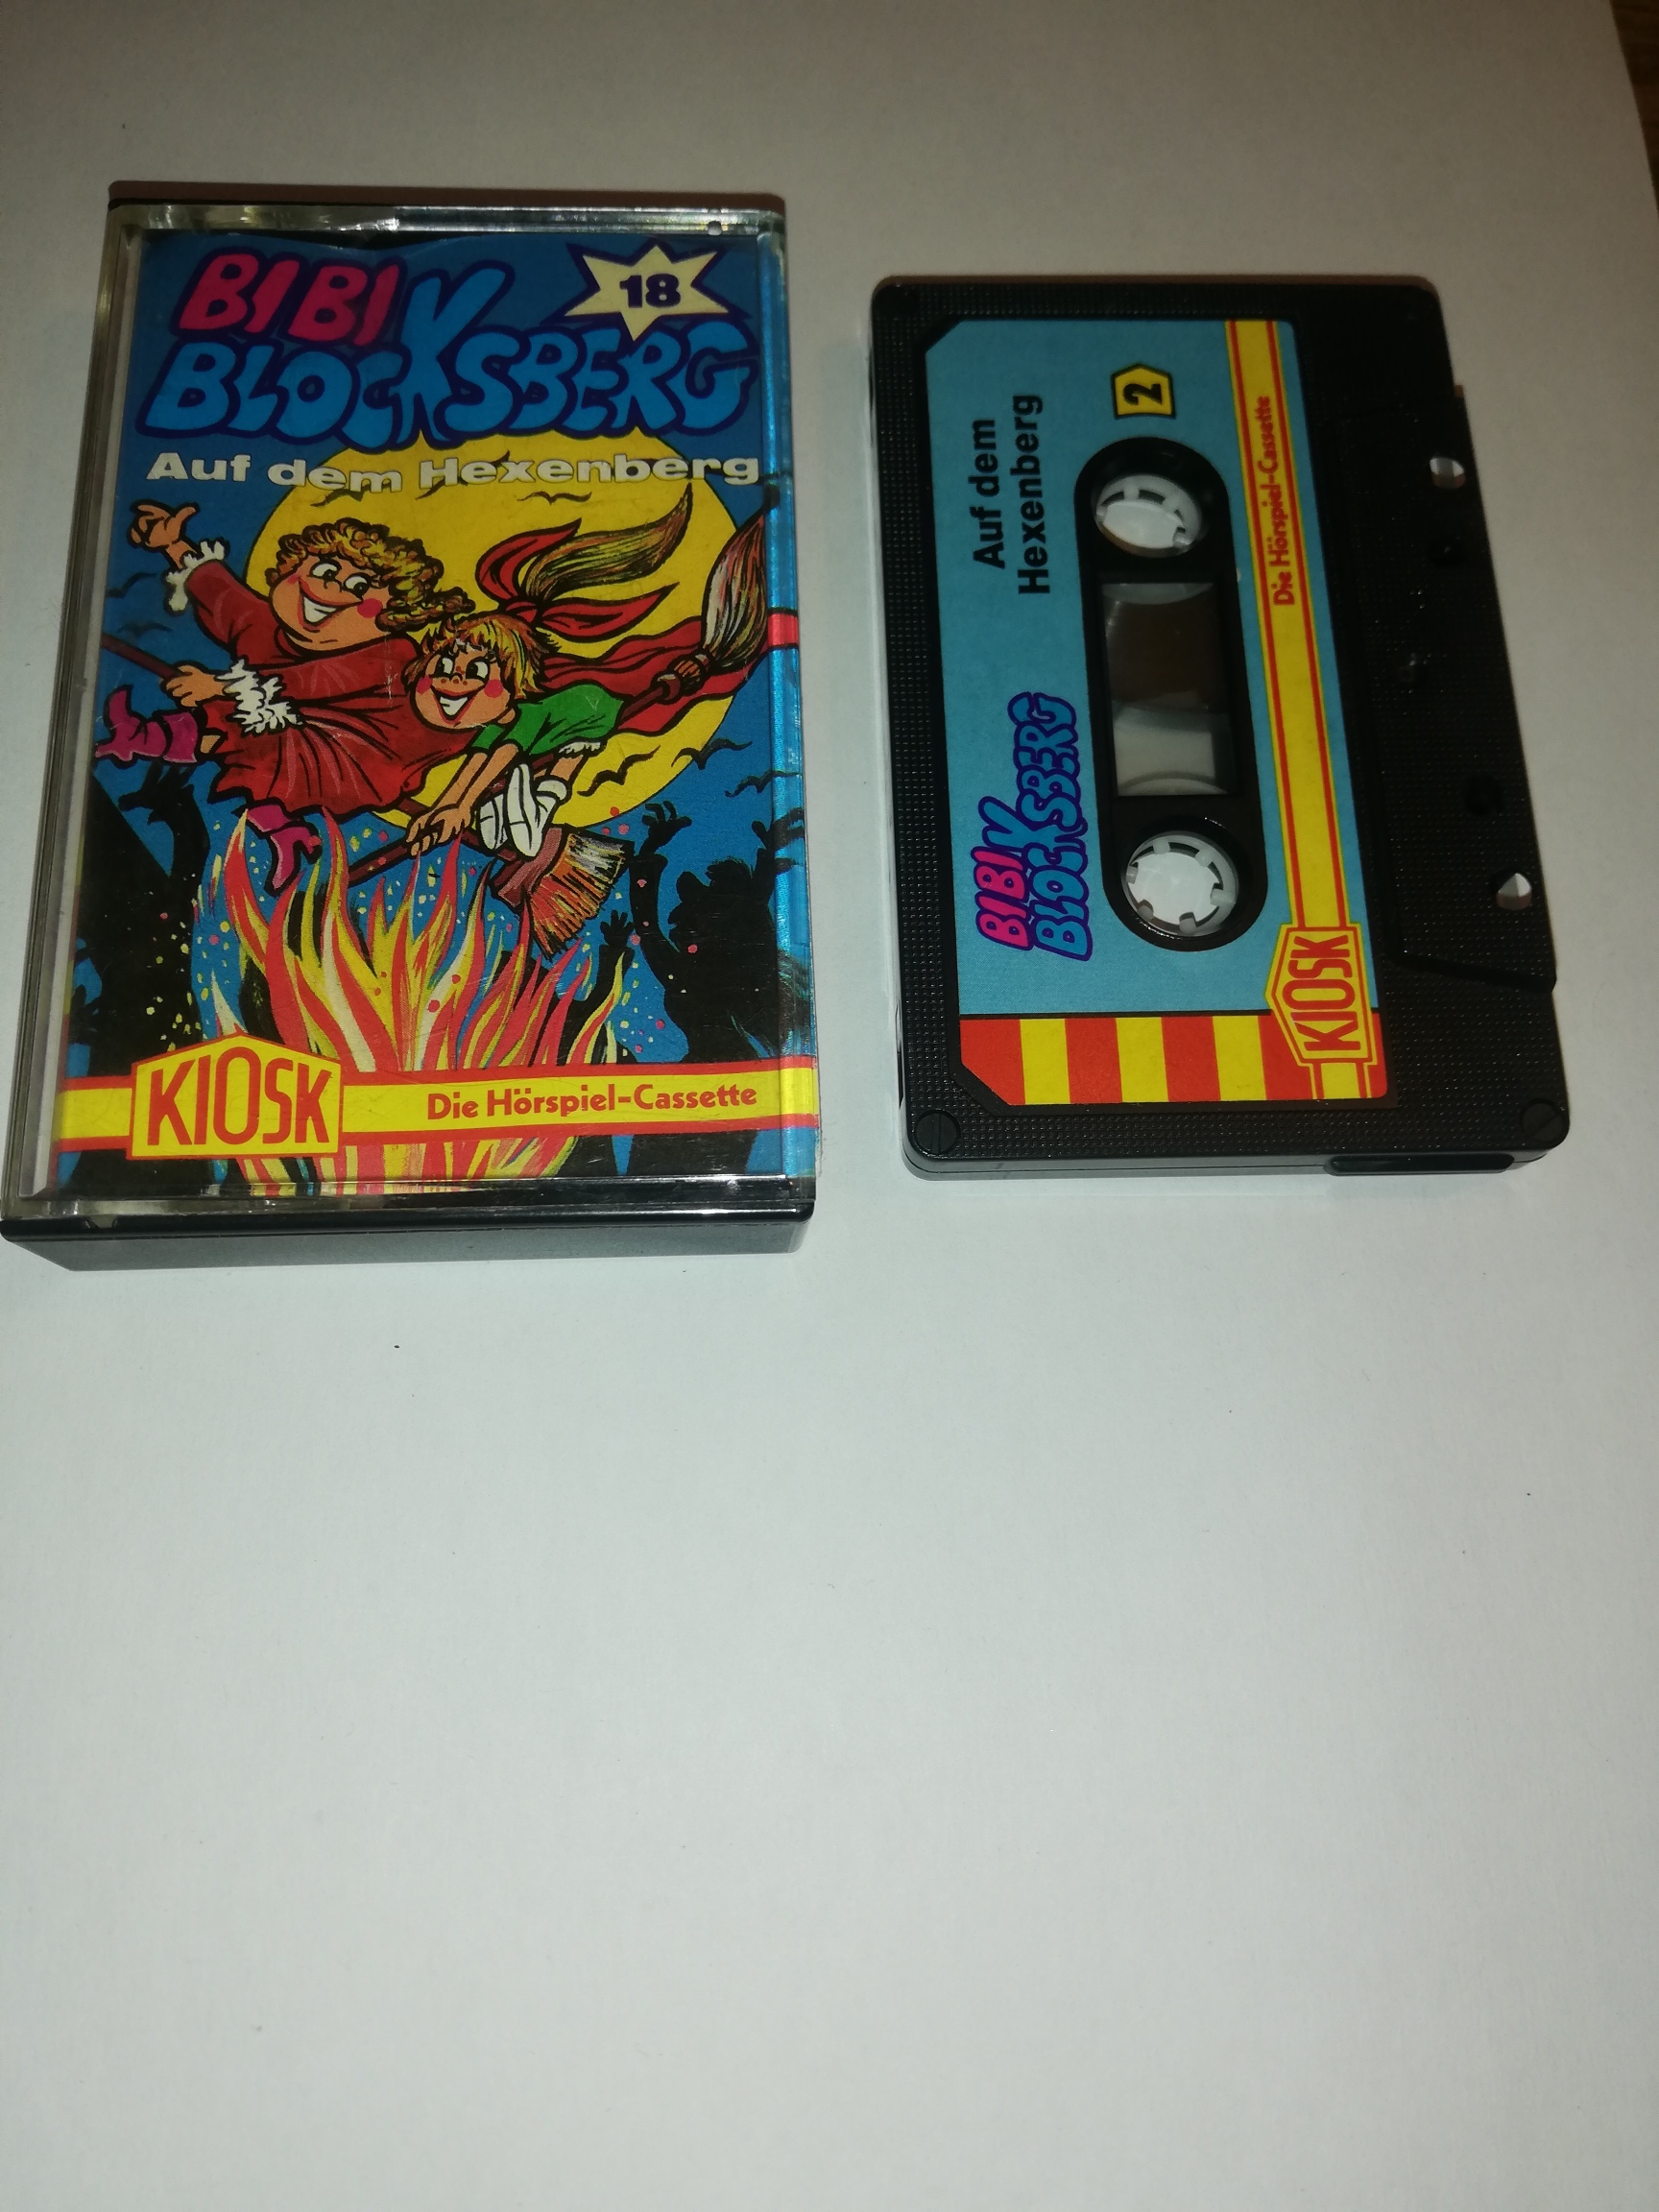 BIBI
BLOCKSBERG
18
Auf dem Hexenberg
KIOSK
Die Hörspiel-Cassette
BIBI
BLOCKSBERG
Auf dem
Hexenberg
2
KIOSK
Die Hörspiel-Cassette